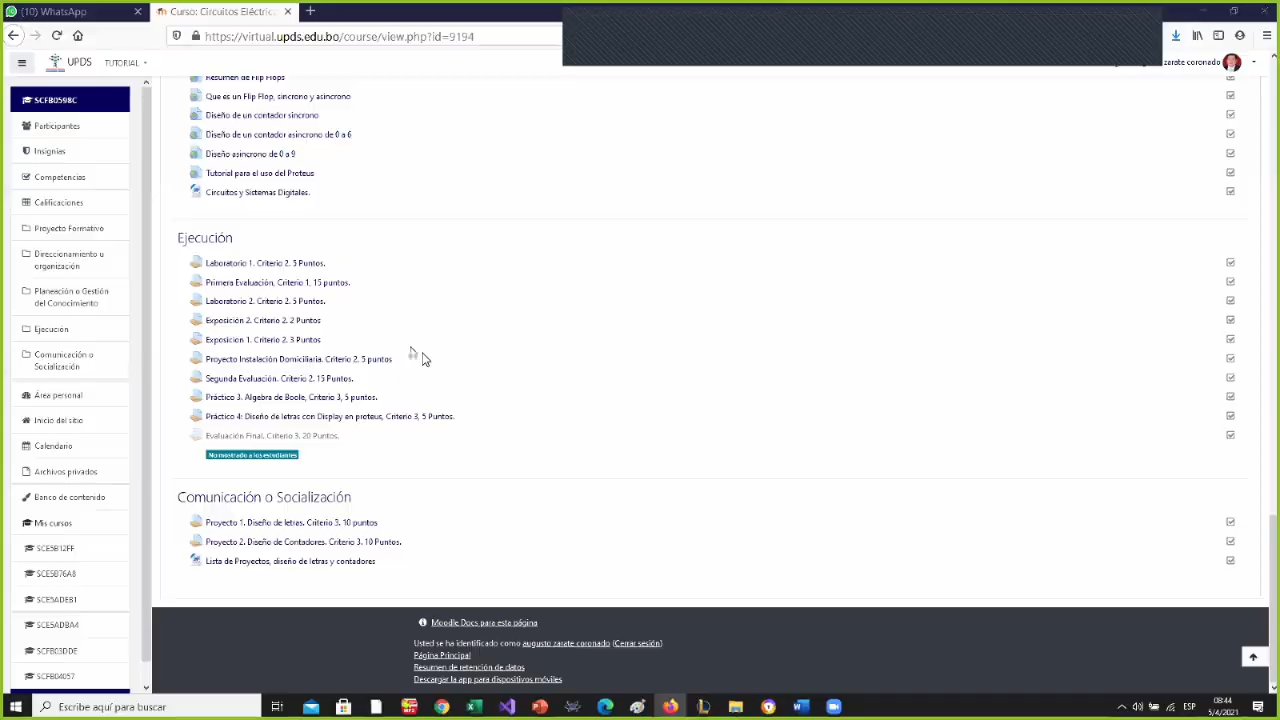 (10) WhatsApp
Curso: Circuitos Eléctric
https://virtual.upds.edu.bo/course/view.php?id=9194
UPDS TUTORIAL
zarate coronado
SCFB0598C
Participantes
Insignias
Competencias
Calificaciones
Proyecto Formativo
Direccionamiento u
organización
Planeación o Gestión
del Conocimiento
Ejecución
Comunicación o
Socialización
Área personal
Inicio del sitio
Calendario
Archivos privados
Banco de contenido
Mis cursos
SCE5B12FF
SCE5B76A8
SCE5ADEB1
SCE5ADBA4
SCFB03DDE
SCFB04057
Resumen de Flip Flops
Que es un Flip Flop, sincrono y asincrono
Diseño de un contador sincrono
Diseño de un contador asincrono de 0 a 6
Diseño asincrono de 0 a 9
Tutorial para el uso del Proteus
Circuitos y Sistemas Digitales.
Ejecución
Laboratorio 1. Criterio 2. 5 Puntos.
Primera Evaluación, Criterio 1, 15 puntos.
Laboratorio 2. Criterio 2. 5 Puntos.
Exposición 2. Criterio 2. 2 Puntos
Exposicion 1. Criterio 2. 3 Puntos
Proyecto Instalación Domiciliaria. Criterio 2, 5 puntos
Segunda Evaluación. Criterio 2. 15 Puntos.
Práctico 3. Algebra de Boole, Criterio 3, 5 puntos.
Práctico 4: Diseño de letras con Display en proteus, Criterio 3, 5 Puntos.
Evaluación Final. Criterio 3. 20 Puntos.
No mostrado a los estudiantes
Comunicación o Socialización
Proyecto 1. Diseño de letras. Criterio 3. 10 puntos
Proyecto 2. Diseño de Contadores. Criterio 3. 10 Puntos.
Lista de Proyectos, diseño de letras y contadores
Moodle Docs para esta página
Usted se ha identificado como augusto zarate coronado (Cerrar sesión)
Página Principal
Resumen de retención de datos
Descargar la app para dispositivos móviles
Escribe aquí para buscar
ESP
08:44
5/4/2021